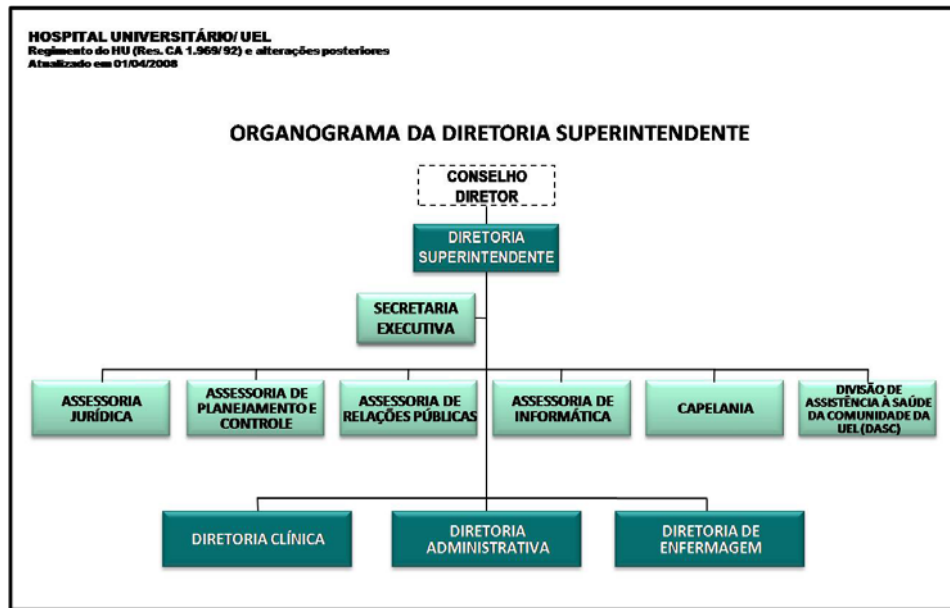 HOSPITAL UNIVERSITÁRIO/ UEL
Regimento do HU (Res. CA 1.969/ 92) e alterações posteriores
Atualizado em 01/04/2008
ORGANOGRAMA DA DIRETORIA SUPERINTENDENTE
CONSELHO
DIRETOR
DIRETORIA
SUPERINTENDENTE
SECRETARIA
EXECUTIVA
ASSESSORIA
JURÍDICA
ASSESSORIA DE
PLANEJAMENTO E
CONTROLE
ASSESSORIA DE
RELAÇÕES PÚBLICAS
ASSESSORIA DE
INFORMÁTICA
CAPELANIA
DIVISÃO DE
ASSISTÊNCIA À SAÚDE
DA COMUNIDADE DA
UEL (DASC)
DIRETORIA CLÍNICA
DIRETORIA
ADMINISTRATIVA
DIRETORIA DE
ENFERMAGEM